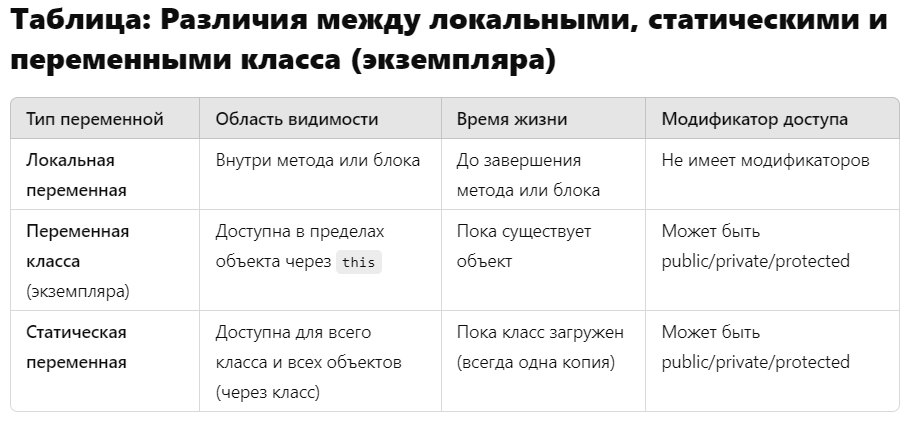 Таблица: Различия между локальными, статическими и
переменными класса (экземпляра)
Тип переменной Область видимости Время жизни Модификатор доступа
Локальная Внутри метода или блока До завершения Не имеет модификаторов
переменная метода или блока
Переменная Доступна в пределах Пока существует Может быть
класса объекта через this объект public/private/protected
(экземпляра)
Статическая Доступна для всего Пока класс загружен Может быть
переменная класса и всех объектов (всегда одна копия) public/private/protected
(через класс)